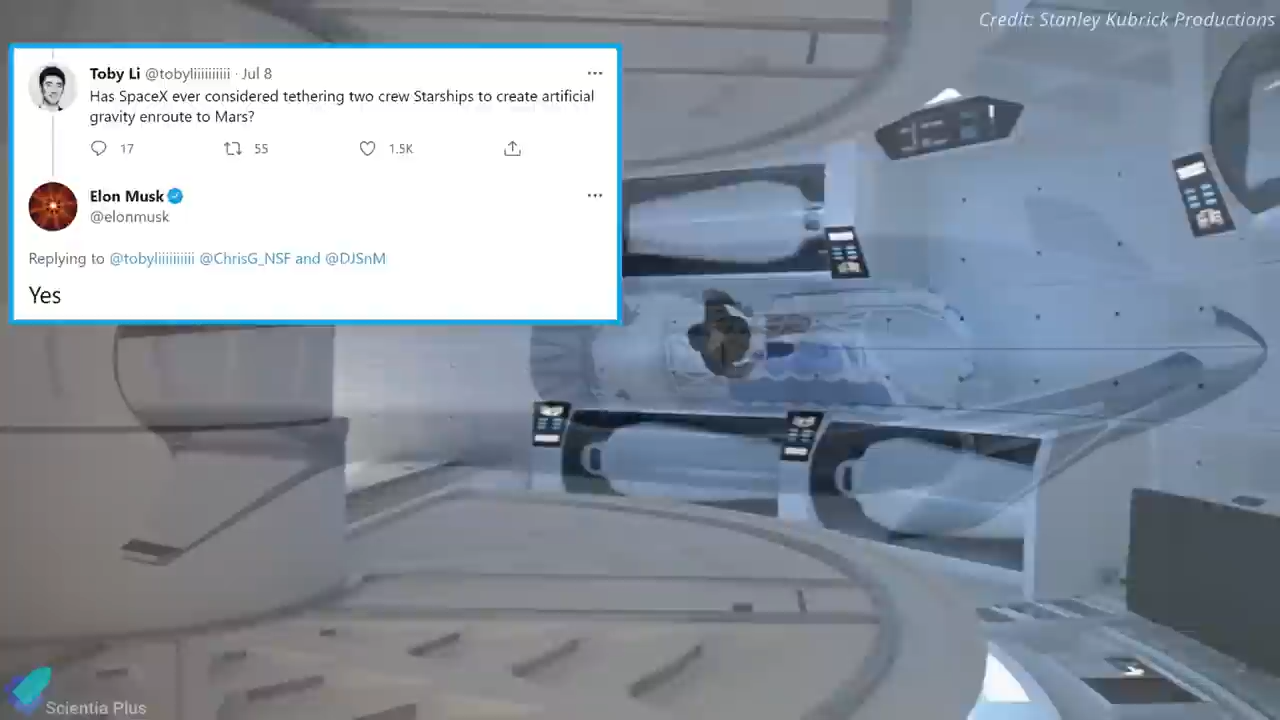 Credit: Stanley Kubrick Productions
Toby Li @tobyliiiiiiiiii · Jul 8
Has SpaceX ever considered tethering two crew Starships to create artificial
gravity enroute to Mars?
17 55 1.5K
Elon Musk
@elonmusk
Replying to @tobyliiiiiiiiii @ChrisG_NSF and @DJSnM
Yes
Scientia Plus